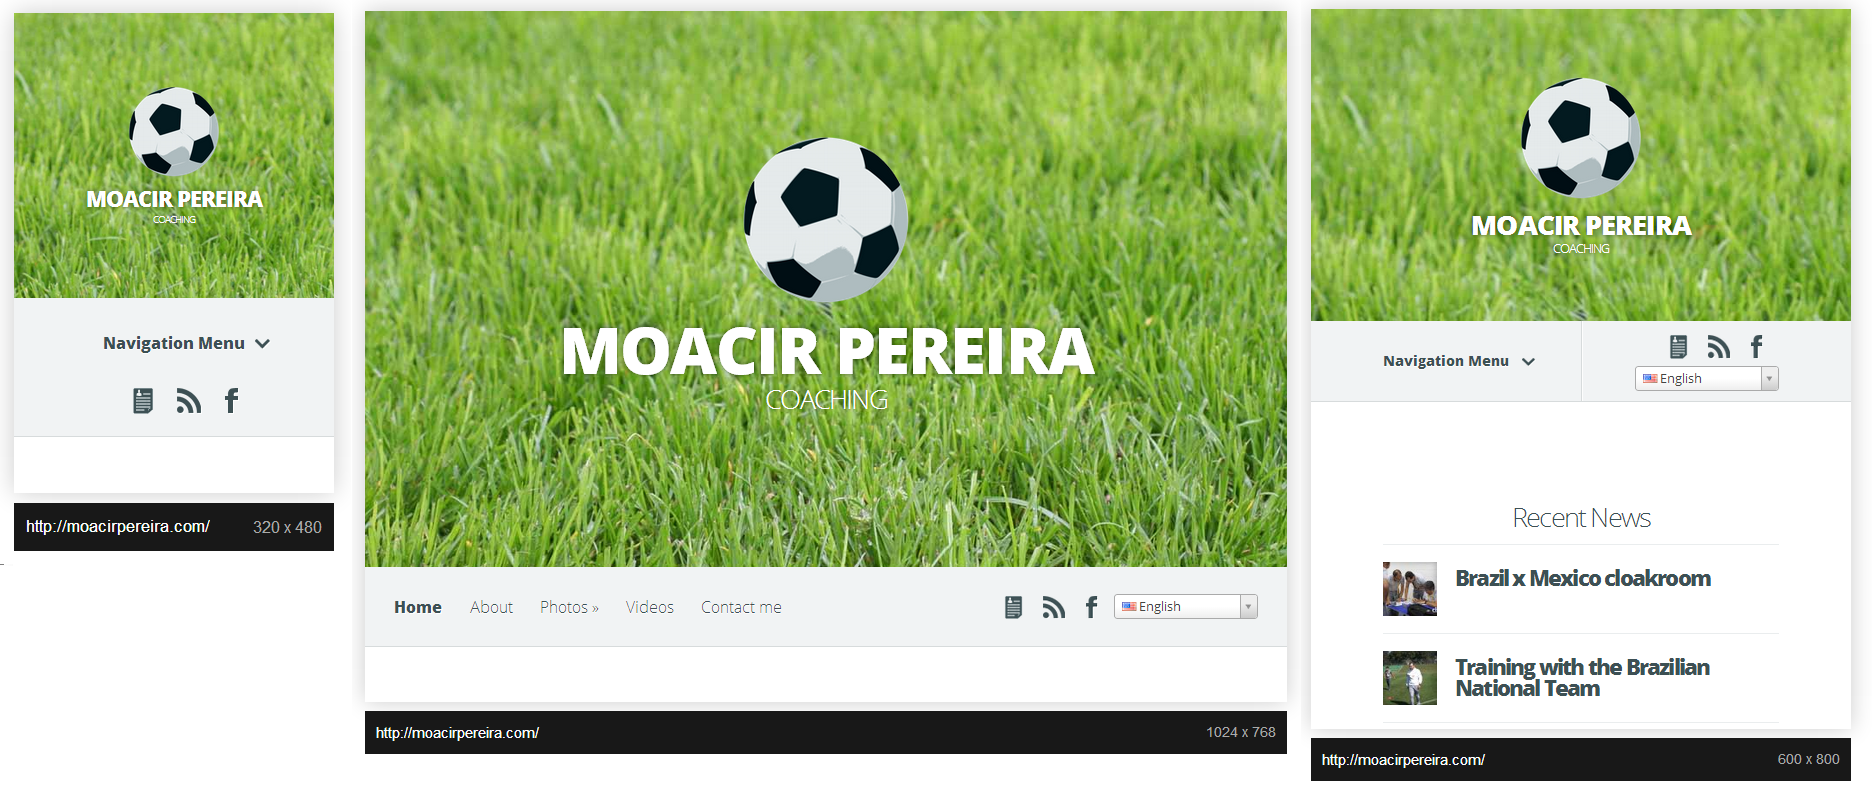 MOACIR PEREIRA
COACHING
Navigation Menu
http://moacirpereira.com/
320 x 480
MOACIR PEREIRA
COACHING
Home About Photos » Videos Contact me
English
http://moacirpereira.com/
1024 x 768
MOACIR PEREIRA
COACHING
Navigation Menu
English
Recent News
Brazil x Mexico cloakroom
Training with the Brazilian
National Team
http://moacirpereira.com/
600 x 800